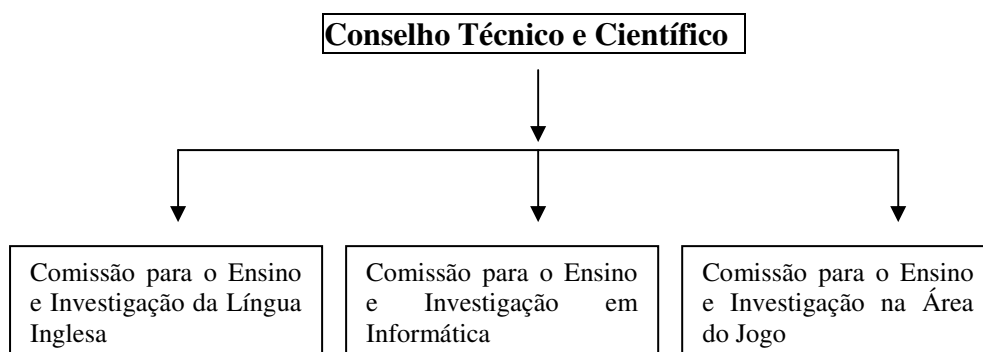 Conselho Técnico e Científico
Comissão para o Ensino
e Investigação da Língua
Inglesa
Comissão para o Ensino
e Investigação em
Informática
Comissão para o Ensino
e Investigação na Área
do Jogo